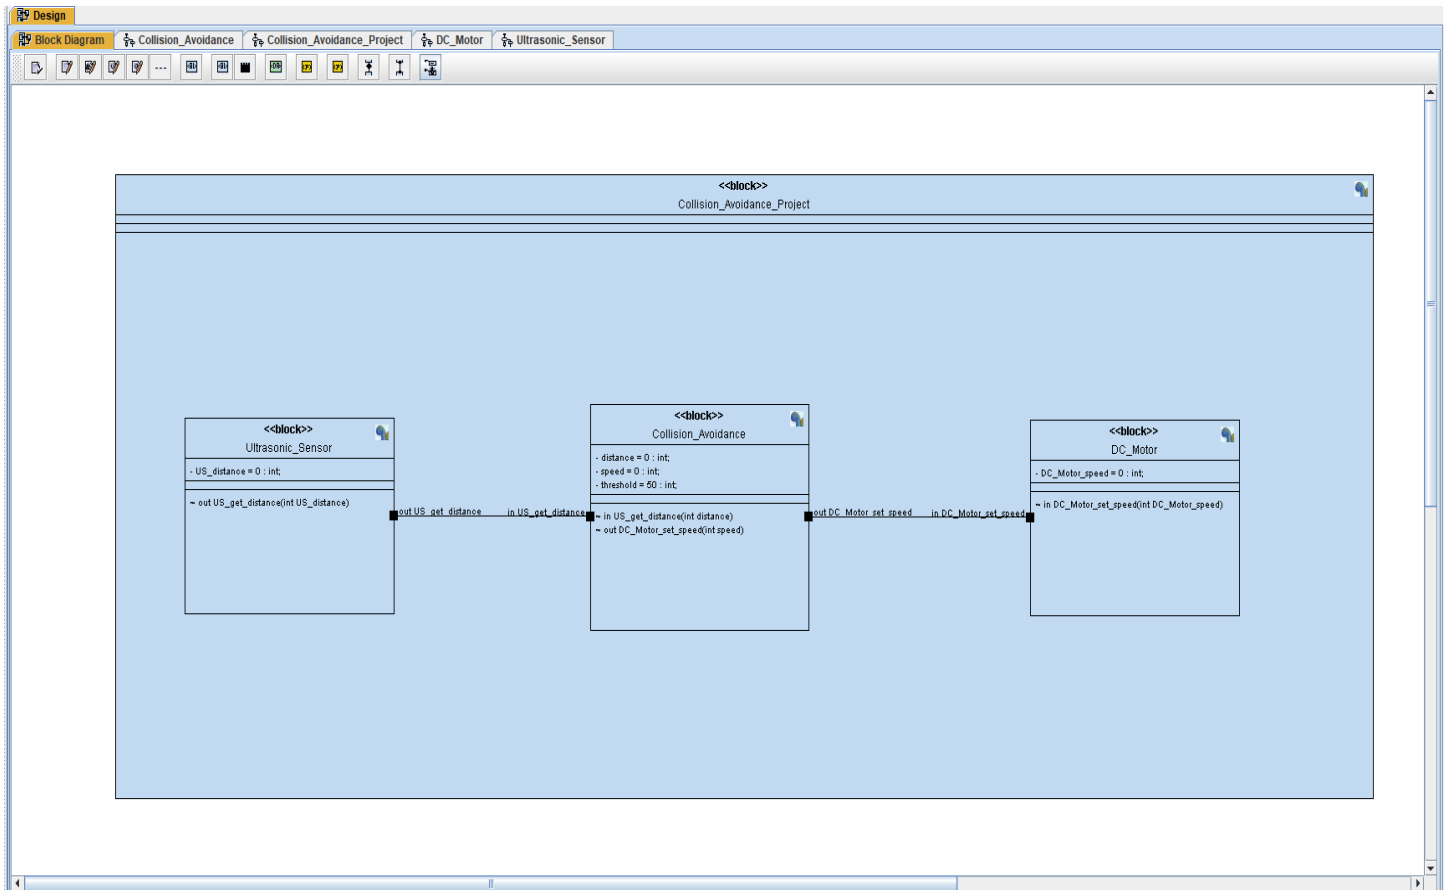 Design
Block Diagram Collision_Avoidance Collision_Avoidance_Project DC_Motor Ultrasonic_Sensor
<<block>>
Collision_Avoidance_Project
<<block>>
Ultrasonic_Sensor
- US_distance = 0 : int;
~ out US_get_distance(int US_distance)
out US_get_distance
in US_get_distance
<<block>>
Collision_Avoidance
- distance = 0 : int;
- speed = 0 : int;
- threshold = 50 : int;
~ in US_get_distance(int distance)
~ out DC_Motor_set_speed(int speed)
out DC_Motor_set_speed
in DC_Motor_set_speed
<<block>>
DC_Motor
- DC_Motor_speed = 0 : int;
~ in DC_Motor_set_speed(int DC_Motor_speed)